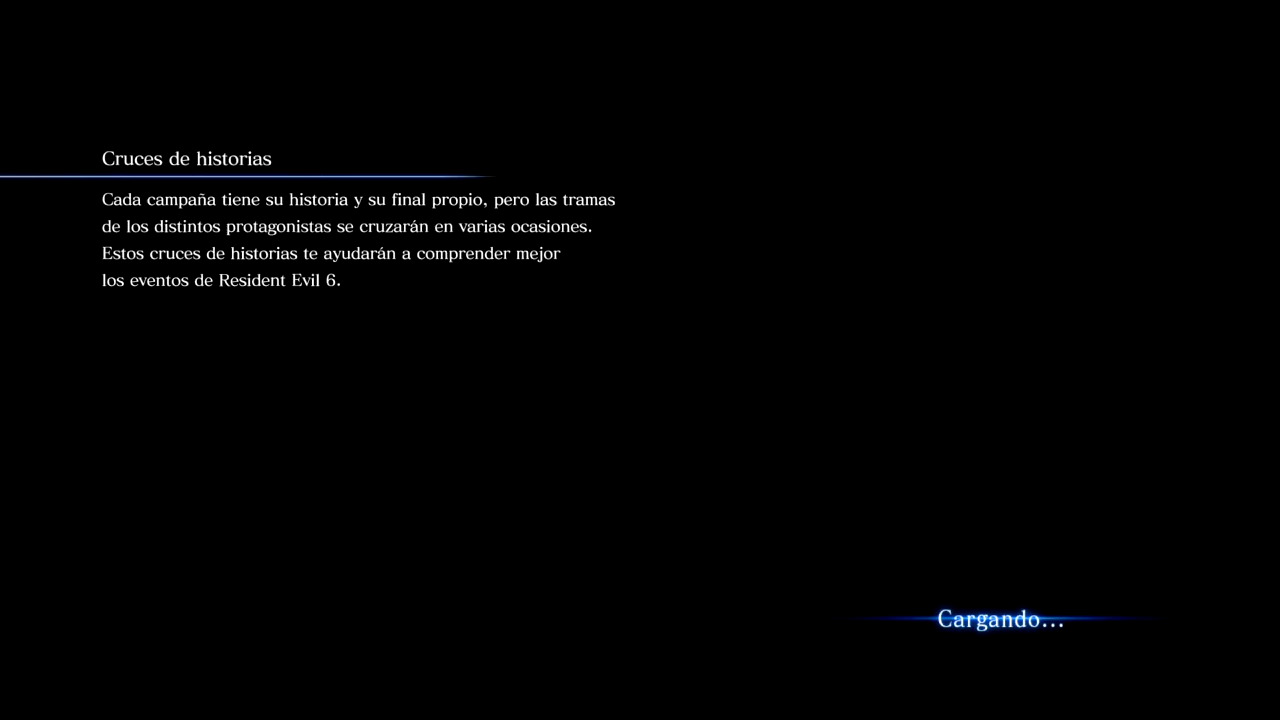 Cruces de historias
Cada campaña tiene su historia y su final propio, pero las tramas
de los distintos protagonistas se cruzarán en varias ocasiones.
Estos cruces de historias te ayudarán a comprender mejor
los eventos de Resident Evil 6.
Cargando...